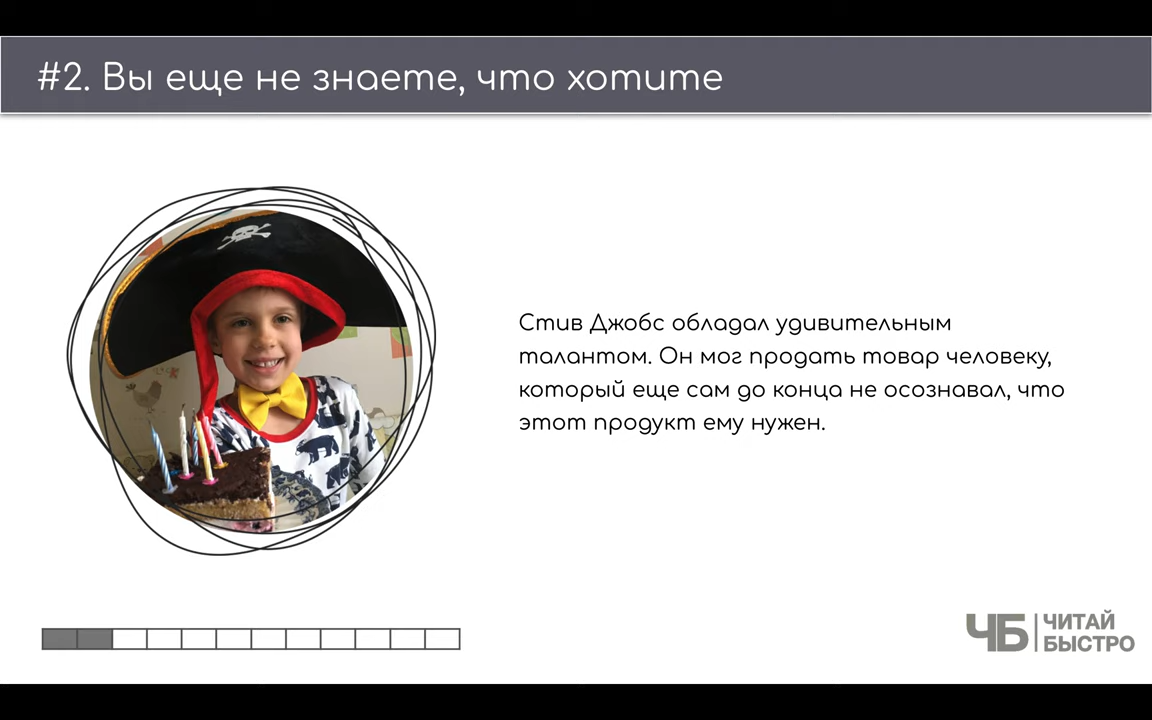 #2. Вы еще не знаете, что хотите
Стив Джобс обладал удивительным
талантом. Он мог продать товар человеку,
который еще сам до конца не осознавал, что
этот продукт ему нужен.
ЧБ
ЧИТАЙ
БЫСТРО